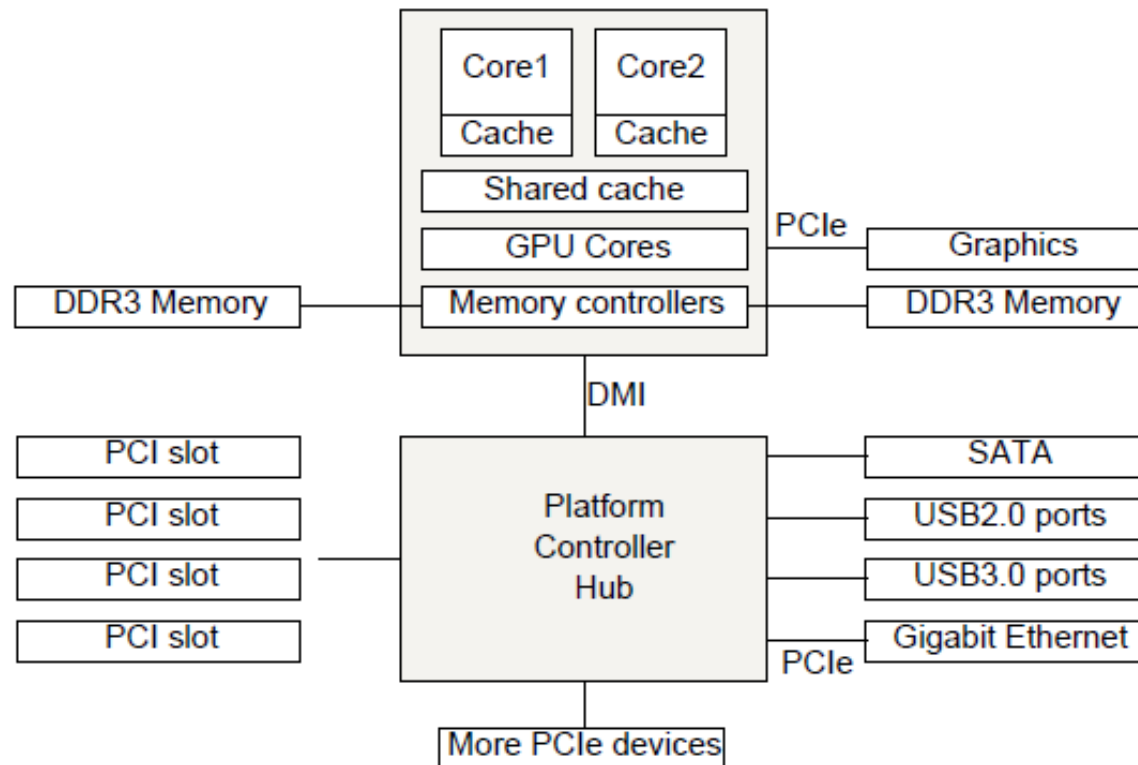 Core1
Core2
Cache
Cache
Shared cache
PCIe
GPU Cores
Graphics
DDR3 Memory
Memory controllers
DDR3 Memory
DMI
PCI slot
SATA
PCI slot
Platform
Controller
Hub
USB2.0 ports
PCI slot
USB3.0 ports
PCI slot
Gigabit Ethernet
PCIe
More PCIe devices